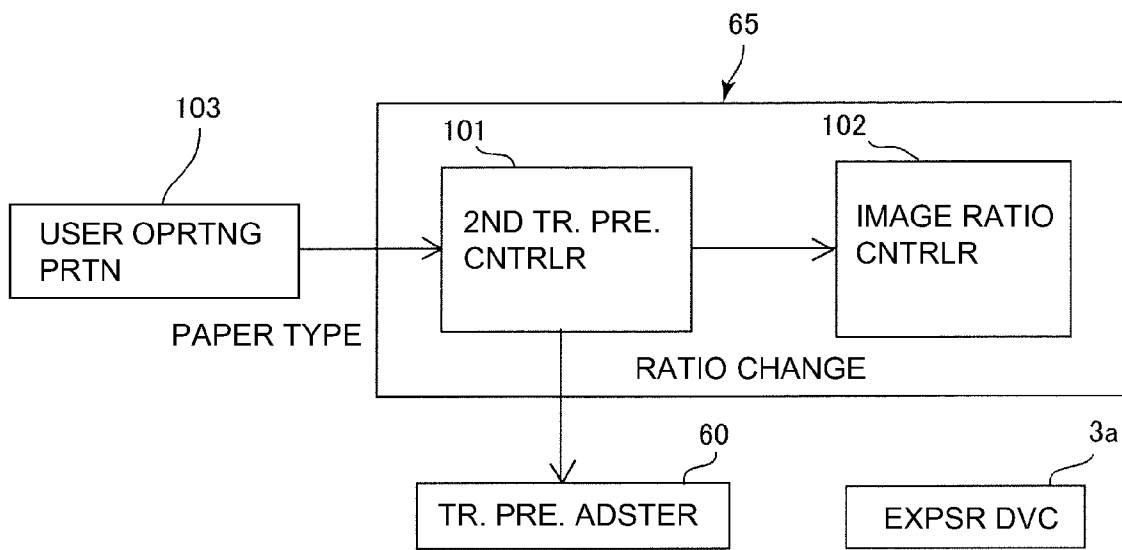 65
103
101
102
USER OPRTNG
PRTN
2ND TR. PRE.
CNTRLR
IMAGE RATIO
CNTRLR
PAPER TYPE
RATIO CHANGE
60
3a
TR. PRE. ADSTER
EXPSR DVC